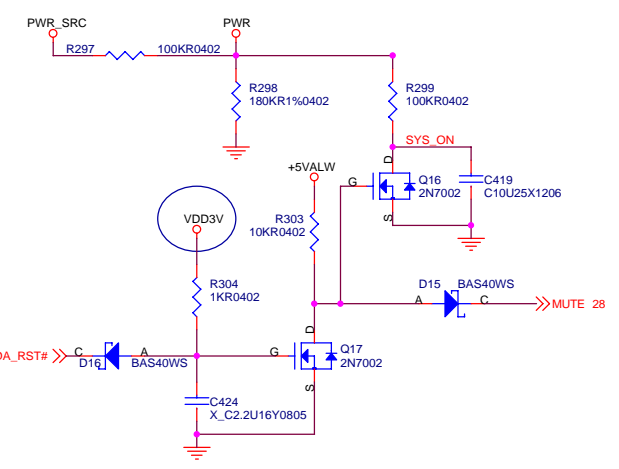 PWR_SRC
PWR
R297
100KR0402
R298
180KR1%0402
R299
100KR0402
SYS_ON
+5VALW
D
G
Q16
2N7002
C419
C10U25X1206
S
VDD3V
R303
10KR0402
R304
1KR0402
D15
BAS40WS
A
C
MUTE 28
DA_RST#
C
A
D16
BAS40WS
D
G
Q17
2N7002
S
C424
X_C2.2U16Y0805